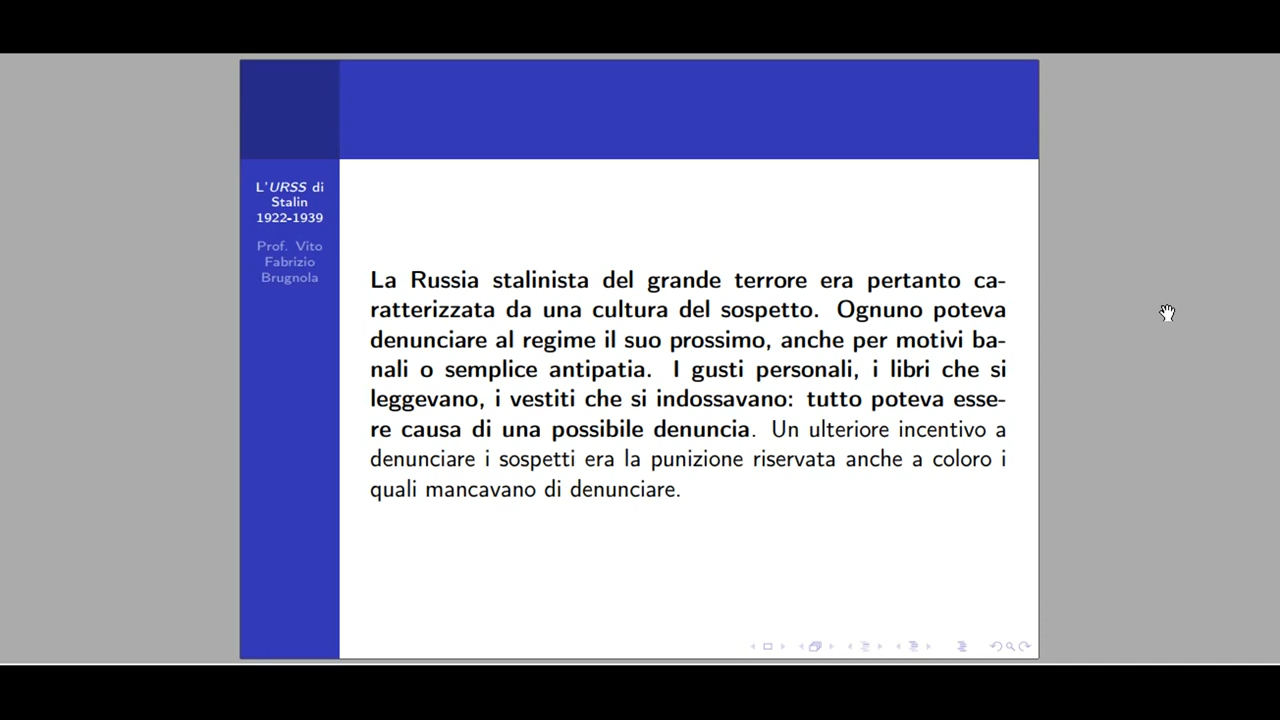 L'URSS di
Stalin
1922-1939
Prof. Vito
Fabrizio
Brugnola
La Russia stalinista del grande terrore era pertanto ca-
ratterizzata da una cultura del sospetto. Ognuno poteva
denunciare al regime il suo prossimo, anche per motivi ba-
nali o semplice antipatia. I gusti personali, i libri che si
leggevano, i vestiti che si indossavano: tutto poteva esse-
re causa di una possibile denuncia. Un ulteriore incentivo a
denunciare i sospetti era la punizione riservata anche a coloro i
quali mancavano di denunciare.